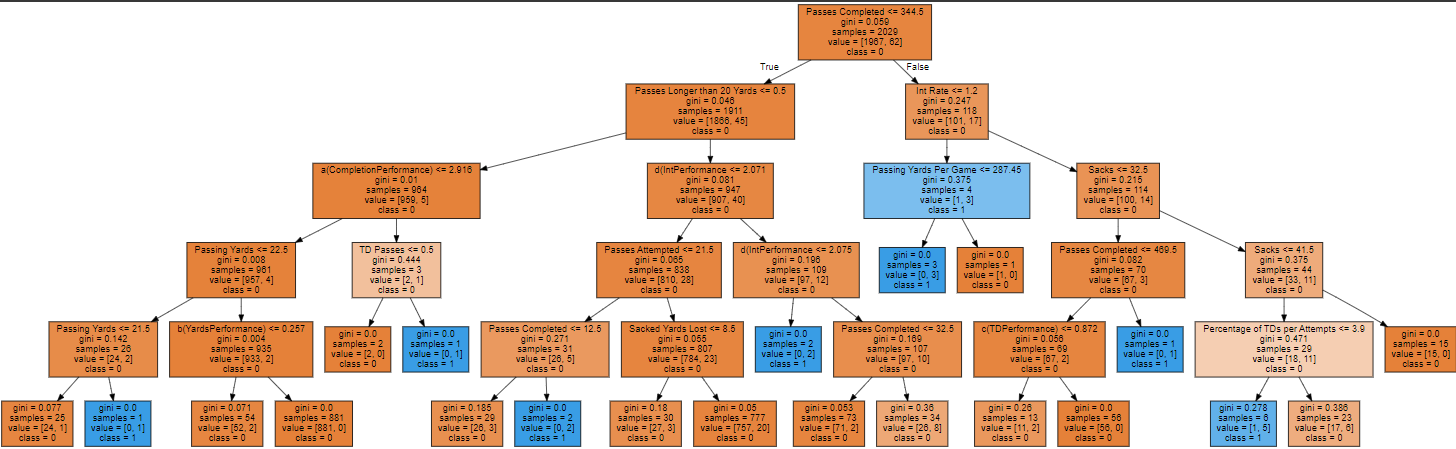 Passes Completed <= 344.5
gini = 0.059
samples = 2029
value = [1967, 62]
class = 0
True
False
Passes Longer than 20 Yards <= 0.5
gini = 0.046
samples = 1911
value = [1866, 45]
class = 0
Int Rate <= 1.2
gini = 0.247
samples = 118
value = [101, 17]
class = 0
a(CompletionPerformance) <= 2.916
gini = 0.01
samples = 964
value = [959, 5]
class = 0
d(IntPerformance <= 2.071
gini = 0.081
samples = 947
value = [907, 40]
class = 0
Passing Yards Per Game <= 287.45
gini = 0.375
samples = 4
value = [1, 3]
class = 1
Sacks <= 32.5
gini = 0.215
samples = 114
value = [100, 14]
class = 0
Passing Yards <= 22.5
gini = 0.008
samples = 961
value = [957, 4]
class = 0
TD Passes <= 0.5
gini = 0.444
samples = 3
value = [2, 1]
class = 0
Passes Attempted <= 21.5
gini = 0.065
samples = 838
value = [810, 28]
class = 0
d(IntPerformance <= 2.075
gini = 0.196
samples = 109
value = [97, 12]
class = 0
gini = 0.0
samples = 3
value = [0, 3]
class = 1
gini = 0.0
samples = 1
value = [1, 0]
class = 0
Passes Completed <= 469.5
gini = 0.082
samples = 70
value = [67, 3]
class = 0
Sacks <= 41.5
gini = 0.375
samples = 44
value = [33, 11]
class = 0
Passing Yards <= 21.5
gini = 0.142
samples = 26
value = [24, 2]
class = 0
b(YardsPerformance) <= 0.257
gini = 0.004
samples = 935
value = [933, 2]
class = 0
gini = 0.0
samples = 2
value = [2, 0]
class = 0
gini = 0.0
samples = 1
value = [0, 1]
class = 1
Passes Completed <= 12.5
gini = 0.271
samples = 31
value = [26, 5]
class = 0
Sacked Yards Lost <= 8.5
gini = 0.055
samples = 807
value = [784, 23]
class = 0
gini = 0.0
samples = 2
value = [0, 2]
class = 1
Passes Completed <= 32.5
gini = 0.169
samples = 107
value = [97, 10]
class = 0
c(TDPerformance) <= 0.872
gini = 0.056
samples = 69
value = [67, 2]
class = 0
gini = 0.0
samples = 1
value = [0, 1]
class = 1
Percentage of TDs per Attempts <= 3.9
gini = 0.471
samples = 29
value = [18, 11]
class = 0
gini = 0.0
samples = 15
value = [15, 0]
class = 0
gini = 0.077
samples = 25
value = [24, 1]
class = 0
gini = 0.0
samples = 1
value = [0, 1]
class = 1
gini = 0.071
samples = 54
value = [52, 2]
class = 0
gini = 0.0
samples = 881
value = [881, 0]
class = 0
gini = 0.185
samples = 29
value = [26, 3]
class = 0
gini = 0.0
samples = 2
value = [0, 2]
class = 1
gini = 0.18
samples = 30
value = [27, 3]
class = 0
gini = 0.05
samples = 777
value = [757, 20]
class = 0
gini = 0.053
samples = 73
value = [71, 2]
class = 0
gini = 0.36
samples = 34
value = [26, 8]
class = 0
gini = 0.26
samples = 13
value = [11, 2]
class = 0
gini = 0.0
samples = 56
value = [56, 0]
class = 0
gini = 0.278
samples = 6
value = [1, 5]
class = 1
gini = 0.386
samples = 23
value = [17, 6]
class = 0